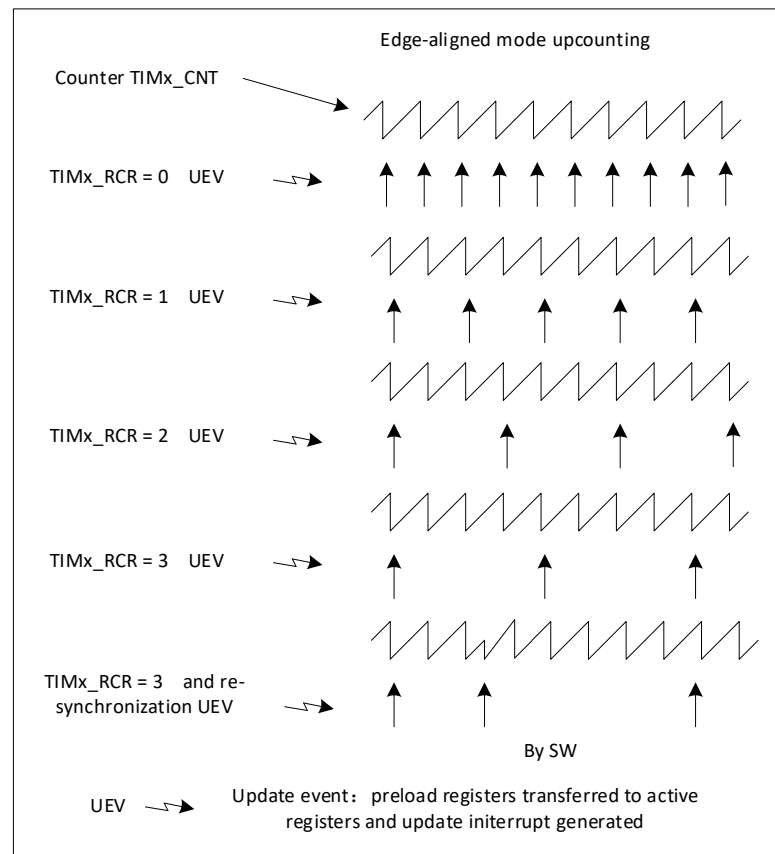 Edge-aligned mode upcounting
Counter TIMx_CNT
TIMx_RCR = 0 UEV
TIMx_RCR = 1 UEV
TIMx_RCR = 2 UEV
TIMx_RCR = 3 UEV
TIMx_RCR = 3 and re-
synchronization UEV
By SW
UEV
Update event：preload registers transferred to active
registers and update initerrupt generated